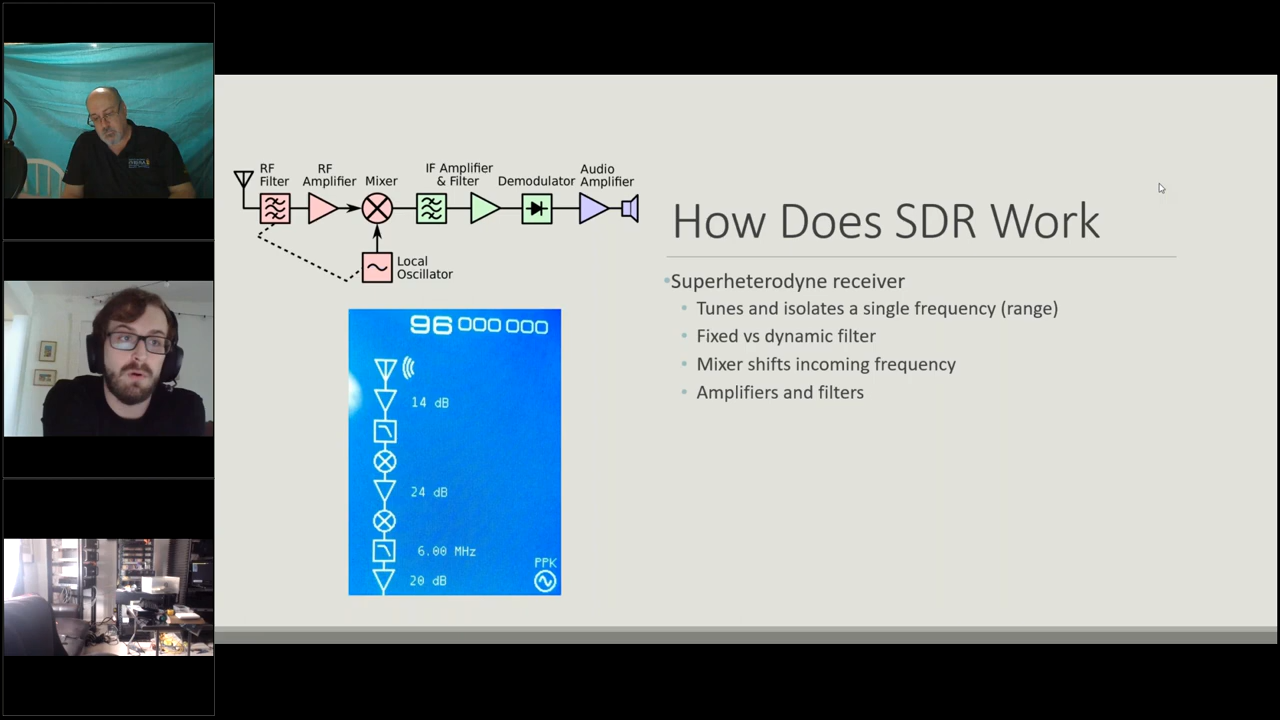 RF
Filter
RF
Amplifier
Mixer
IF Amplifier
& Filter
Demodulator
Audio
Amplifier
Local
Oscillator
96 000 000
14 dB
24 dB
6.00 MHz
20 dB
PPK
How Does SDR Work
•Superheterodyne receiver
• Tunes and isolates a single frequency (range)
• Fixed vs dynamic filter
• Mixer shifts incoming frequency
• Amplifiers and filters